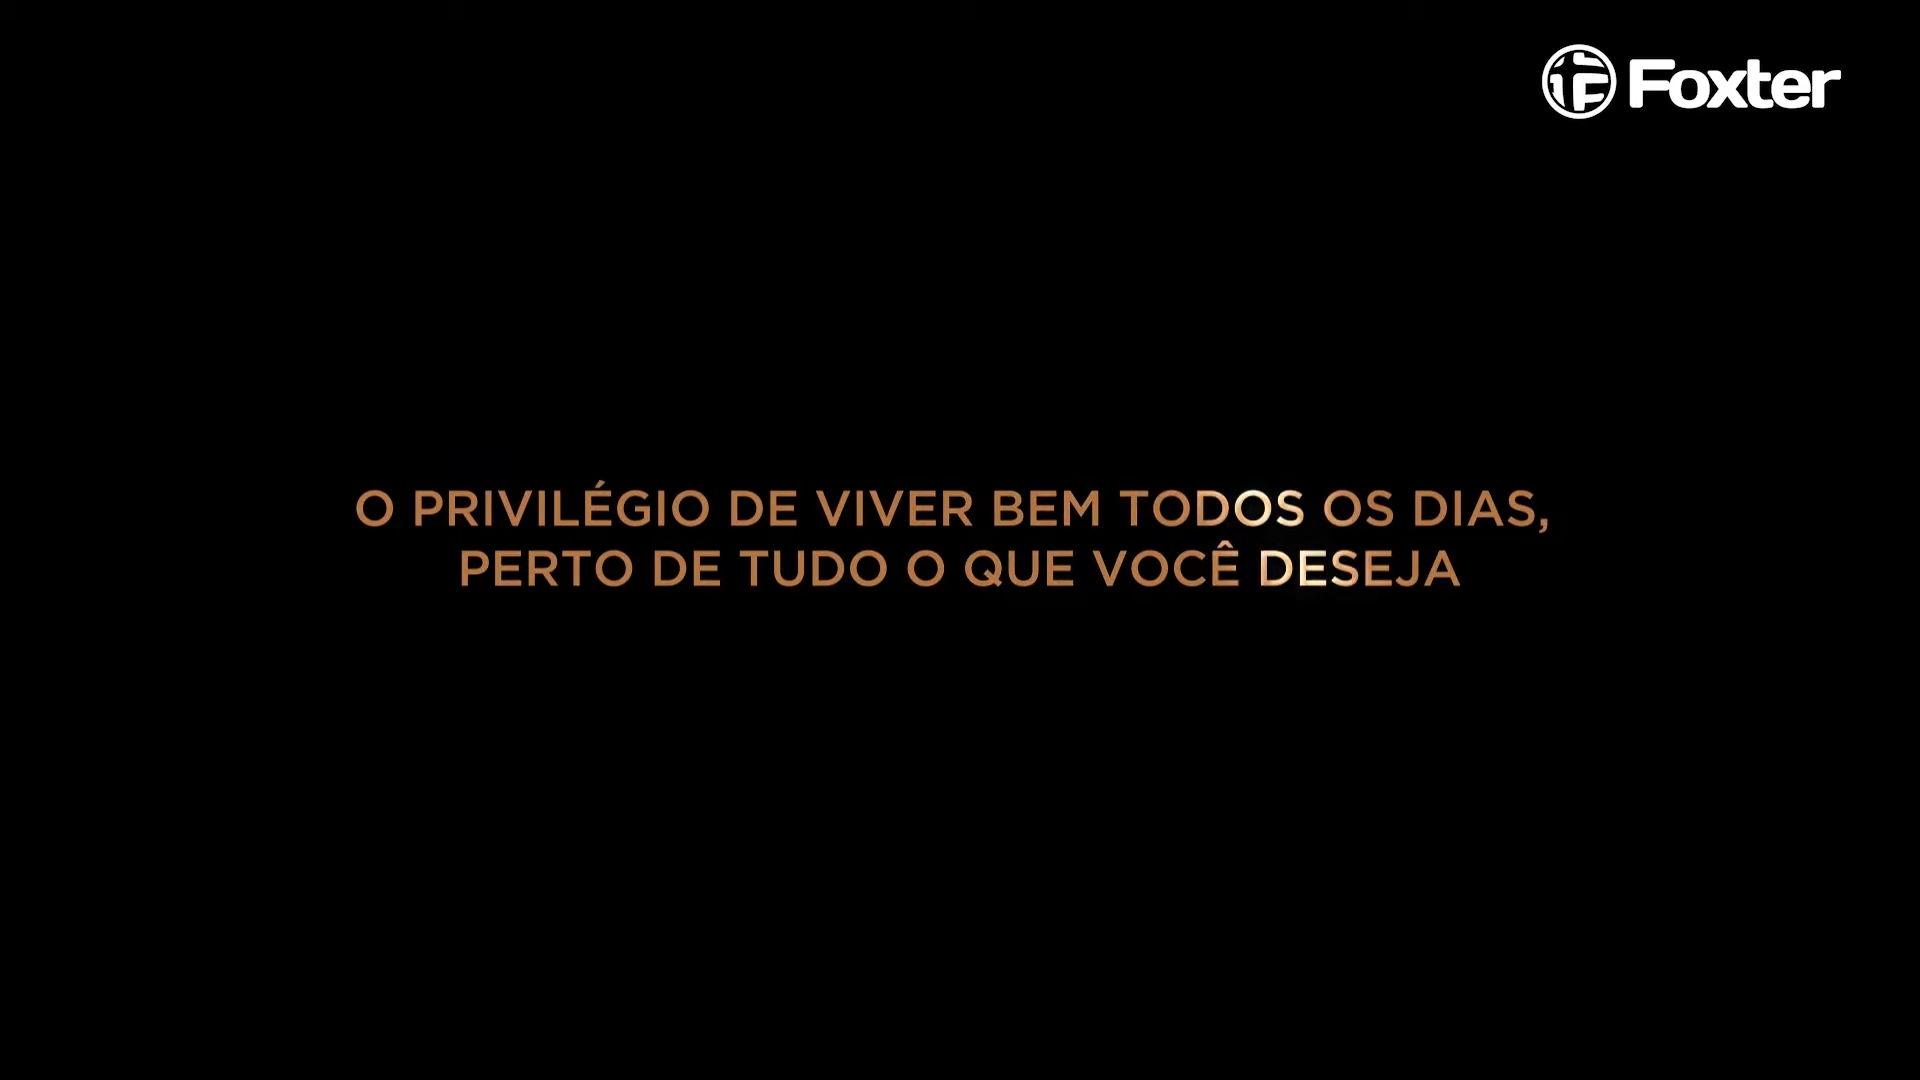 Foxter
O PRIVILÉGIO DE VIVER BEM TODOS OS DIAS,
PERTO DE TUDO O QUE VOCÊ DESEJA